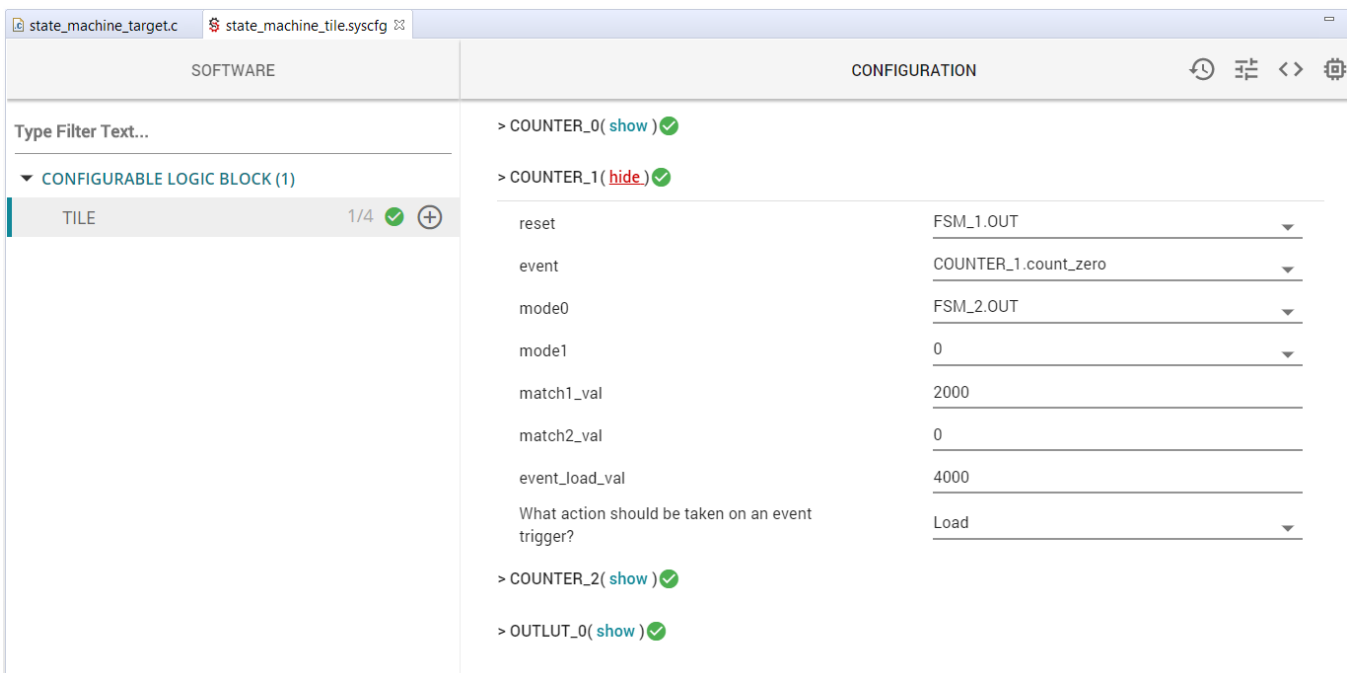 state_machine_target.c state_machine_tile.syscfg
SOFTWARE CONFIGURATION
Type Filter Text...
CONFIGURABLE LOGIC BLOCK (1)
TILE 1/4
> COUNTER_0( show )
> COUNTER_1( hide )
reset FSM_1.OUT
event COUNTER_1.count_zero
mode0 FSM_2.OUT
mode1 0
match1_val 2000
match2_val 0
event_load_val 4000
What action should be taken on an event
trigger? Load
> COUNTER_2( show )
> OUTLUT_0( show )